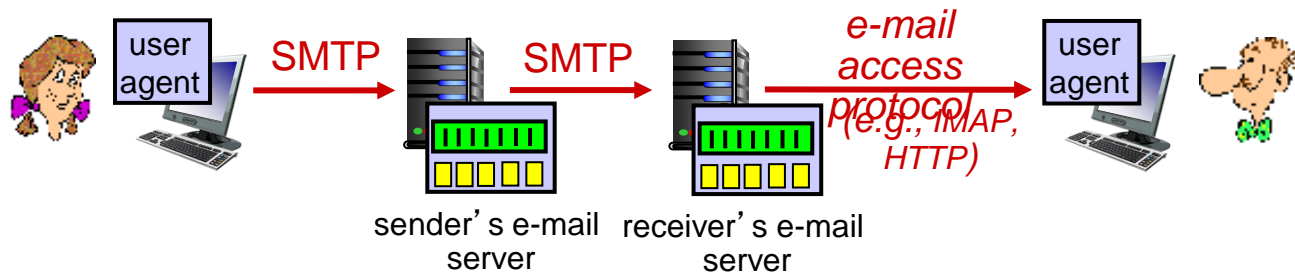 user
agent
SMTP
SMTP
e-mail
access
protocol
(e.g., IMAP,
HTTP)
user
agent
sender’s e-mail
server
receiver’s e-mail
server